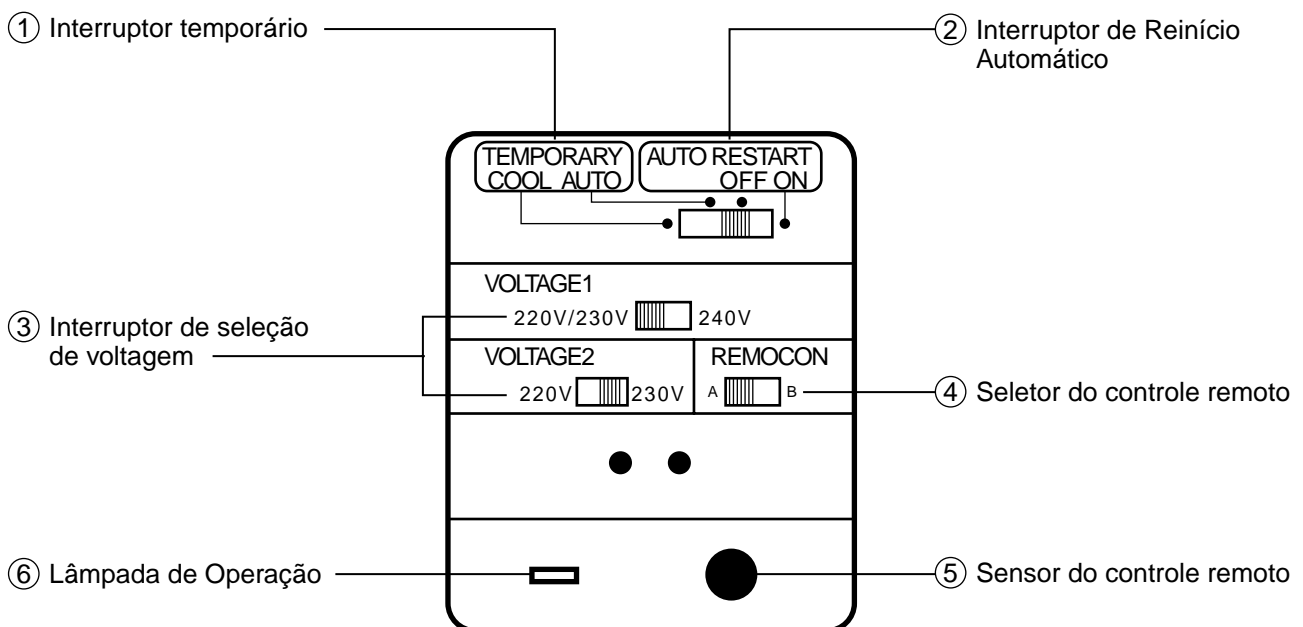 ① Interruptor temporário
② Interruptor de Reinício
Automático
TEMPORARY
COOL AUTO
AUTO RESTART
OFF ON
VOLTAGE1
220V/230V 240V
③ Interruptor de seleção
de voltagem
VOLTAGE2
220V 230V
REMOCON
A B
④ Seletor do controle remoto
⑥ Lâmpada de Operação
⑤ Sensor do controle remoto